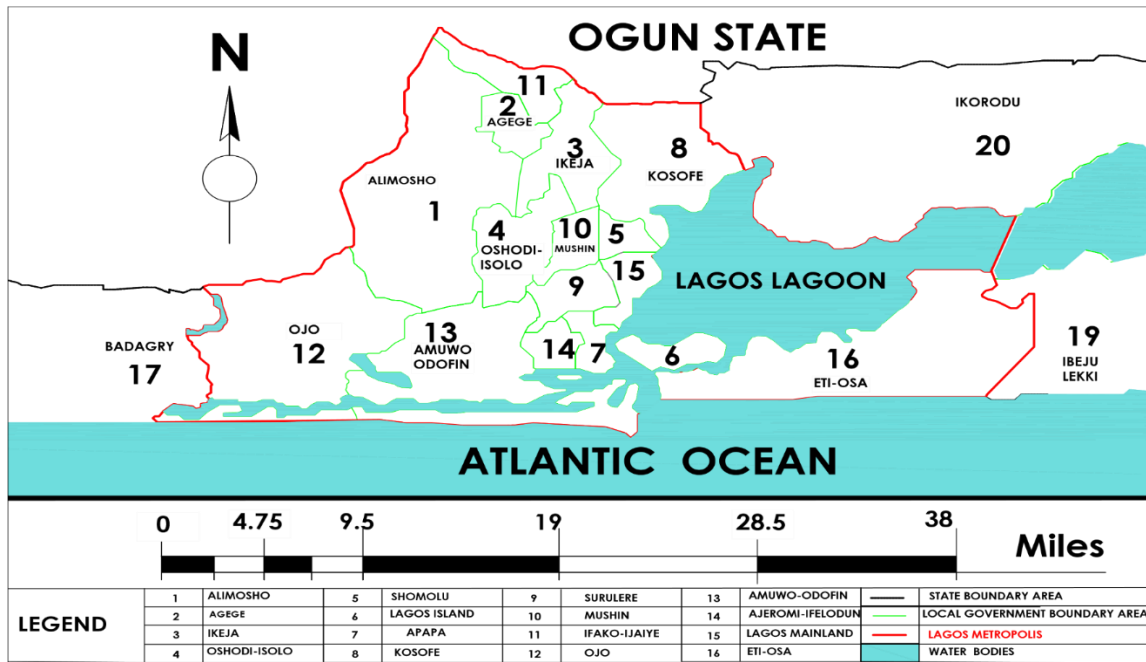 OGUN STATE
N
11
2
AGEGE
IKORODU
20
3
IKEJA
8
KOSOFE
ALIMOSHO
1
4
OSHODI-
ISOLO
10
MUSHIN
5
15
9
LAGOS LAGOON
BADAGRY
17
OJO
12
13
AMUWO
ODOFIN
14
7
6
16
ETI-OSA
19
IBEJU
LEKKI
ATLANTIC OCEAN
0 4.75 9.5 19 28.5 38
Miles
LEGEND
1 ALIMOSHO 5 SHOMOLU 9 SURULERE 13 AMUWO-ODOFIN STATE BOUNDARY AREA
2 AGEGE 6 LAGOS ISLAND 10 MUSHIN 14 AJEROMI-IFELODUN LOCAL GOVERNMENT BOUNDARY AREA
3 IKEJA 7 APAPA 11 IFAKO-IJAIYE 15 LAGOS MAINLAND LAGOS METROPOLIS
4 OSHODI-ISOLO 8 KOSOFE 12 OJO 16 ETI-OSA WATER BODIES